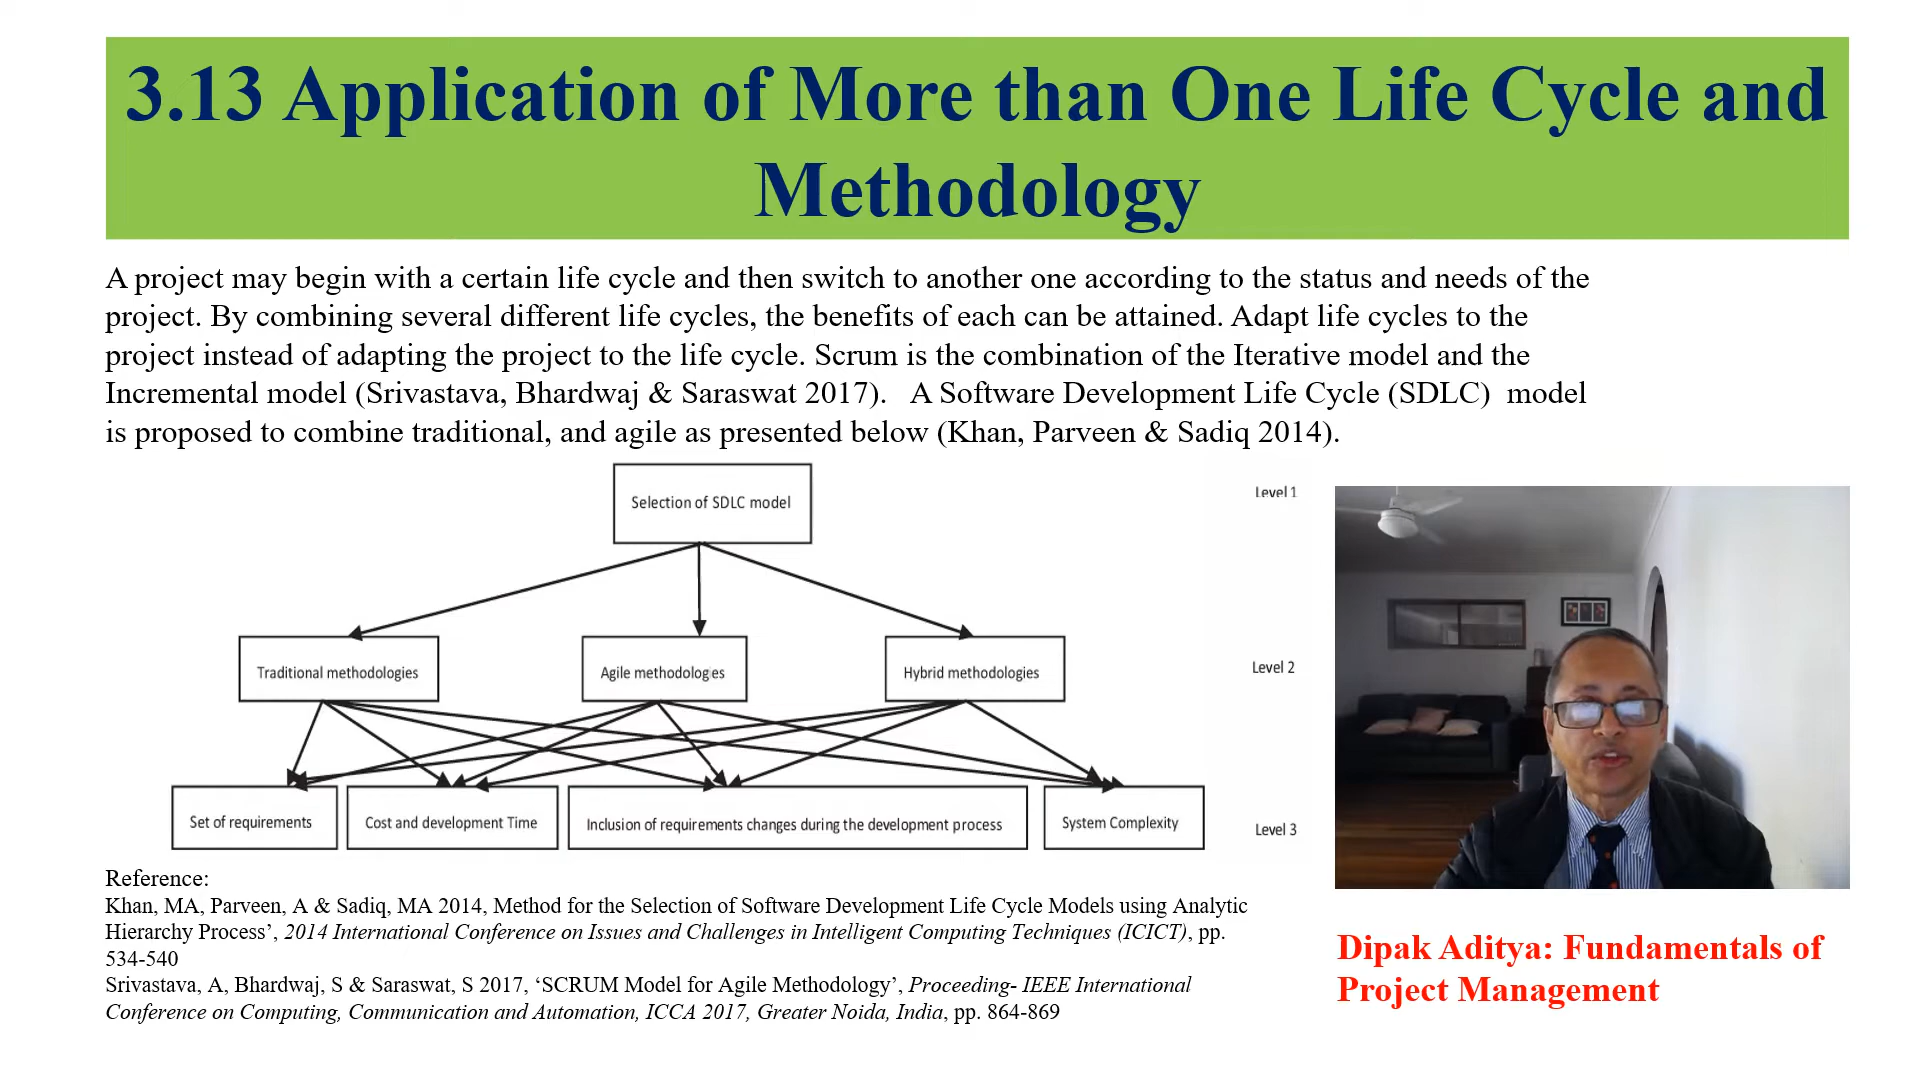 3.13 Application of More than One Life Cycle and
Methodology
A project may begin with a certain life cycle and then switch to another one according to the status and needs of the
project. By combining several different life cycles, the benefits of each can be attained. Adapt life cycles to the
project instead of adapting the project to the life cycle. Scrum is the combination of the Iterative model and the
Incremental model (Srivastava, Bhardwaj & Saraswat 2017). A Software Development Life Cycle (SDLC) model
is proposed to combine traditional, and agile as presented below (Khan, Parveen & Sadiq 2014).
Selection of SDLC model
Level 1
Traditional methodologies
Agile methodologies
Hybrid methodologies
Level 2
Set of requirements
Cost and development Time
Inclusion of requirements changes during the development process
System Complexity
Level 3
Reference:
Khan, MA, Parveen, A & Sadiq, MA 2014, Method for the Selection of Software Development Life Cycle Models using Analytic
Hierarchy Process’, 2014 International Conference on Issues and Challenges in Intelligent Computing Techniques (ICICT), pp.
534-540
Srivastava, A, Bhardwaj, S & Saraswat, S 2017, ‘SCRUM Model for Agile Methodology’, Proceeding- IEEE International
Conference on Computing, Communication and Automation, ICCA 2017, Greater Noida, India, pp. 864-869
Dipak Aditya: Fundamentals of
Project Management